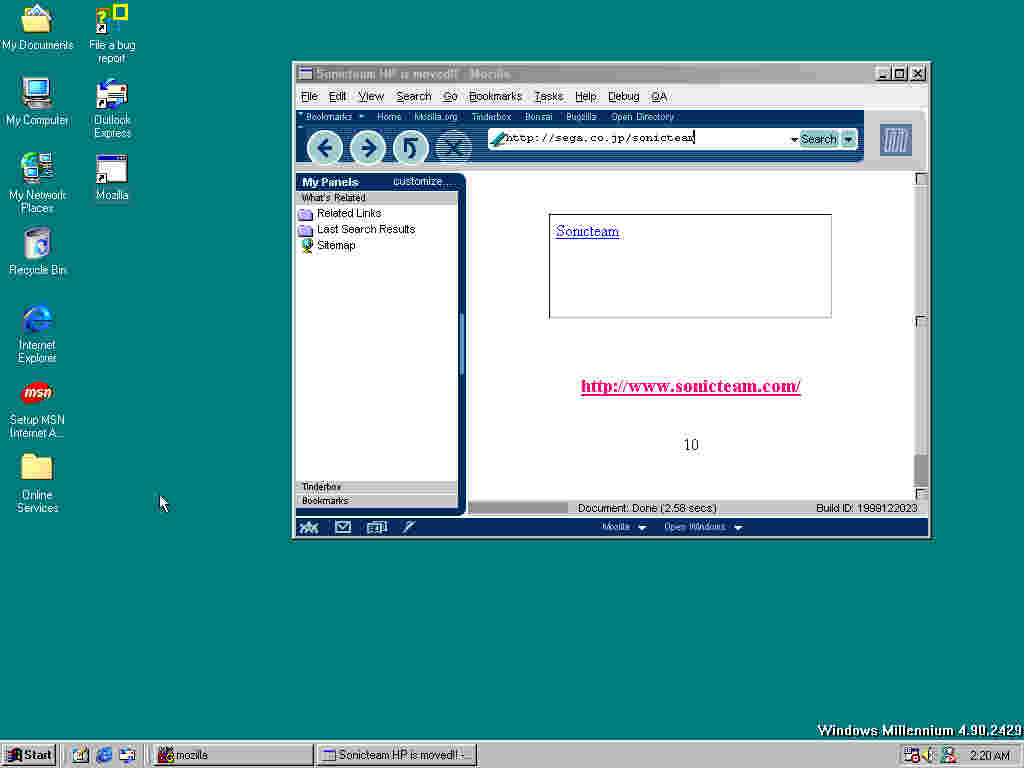 My Documents
File a bug
report
My Computer
Outlook
Express
My Network
Places
Mozilla
Recycle Bin
Internet
Explorer
msn
Setup MSN
Internet A...
Online
Services
Sonicteam HP is moved!! - Mozilla
File Edit View Search Go Bookmarks Tasks Help Debug QA
Bookmarks Home Mozilla.org Tinderbox Bonsai Bugzilla Open Directory
http://sega.co.jp/sonicteam Search
My Panels customize...
What's Related
Related Links
Last Search Results
Sitemap
Tinderbox
Bookmarks
Sonicteam
http://www.sonicteam.com/
10
Document: Done (2.58 secs) Build ID: 1999122023
Mozilla Open Windows
Windows Millennium 4.90.2429
Start mozilla Sonicteam HP is moved!! -... 2:20 AM